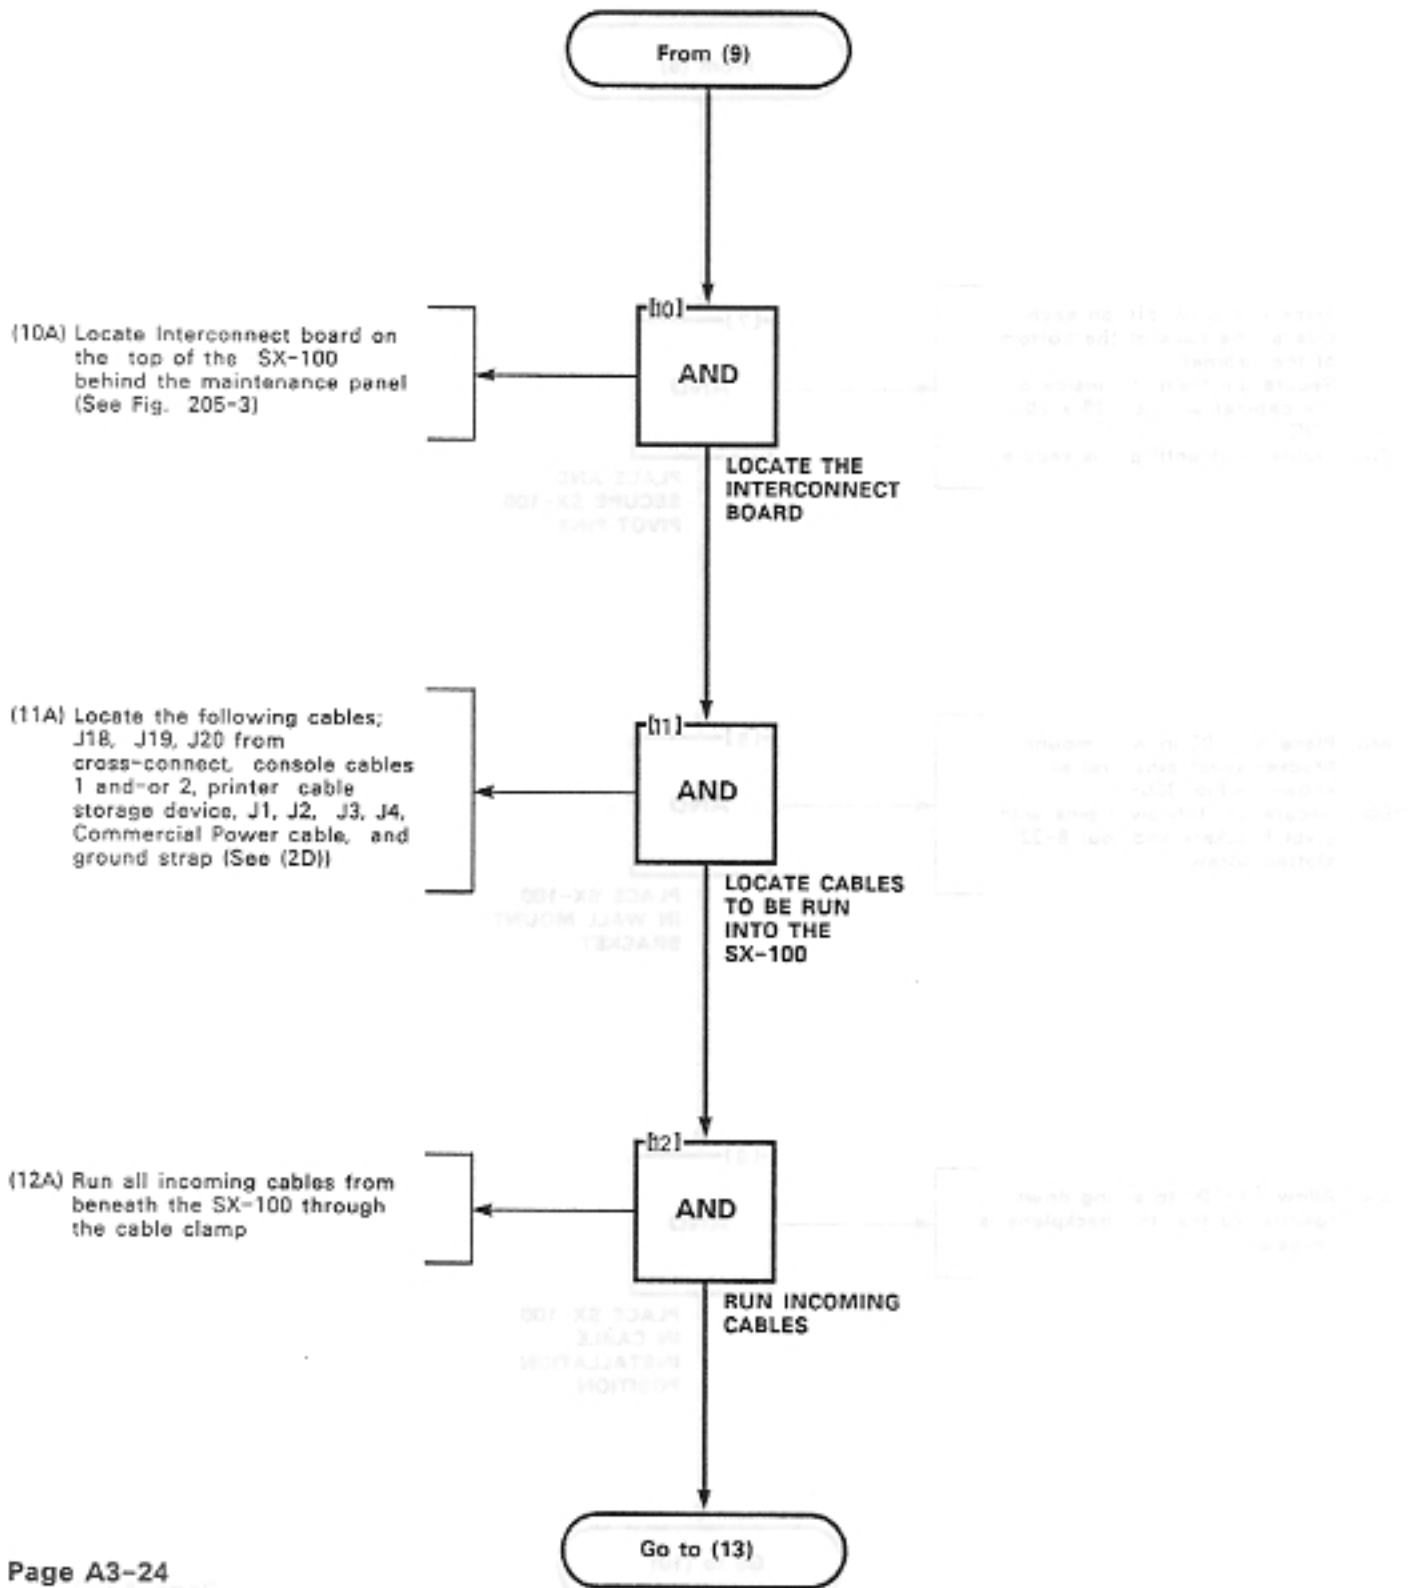 From (9)
[10]
(10A) Locate Interconnect board on
the top of the SX-100
behind the maintenance panel
(See Fig. 205-3)
AND
LOCATE THE
INTERCONNECT
BOARD
[11]
(11A) Locate the following cables;
J18, J19, J20 from
cross-connect, console cables
1 and-or 2, printer cable
storage device, J1, J2, J3, J4,
Commercial Power cable, and
ground strap (See (2D))
AND
LOCATE CABLES
TO BE RUN
INTO THE
SX-100
[12]
(12A) Run all incoming cables from
beneath the SX-100 through
the cable clamp
AND
RUN INCOMING
CABLES
Go to (13)
Page A3-24